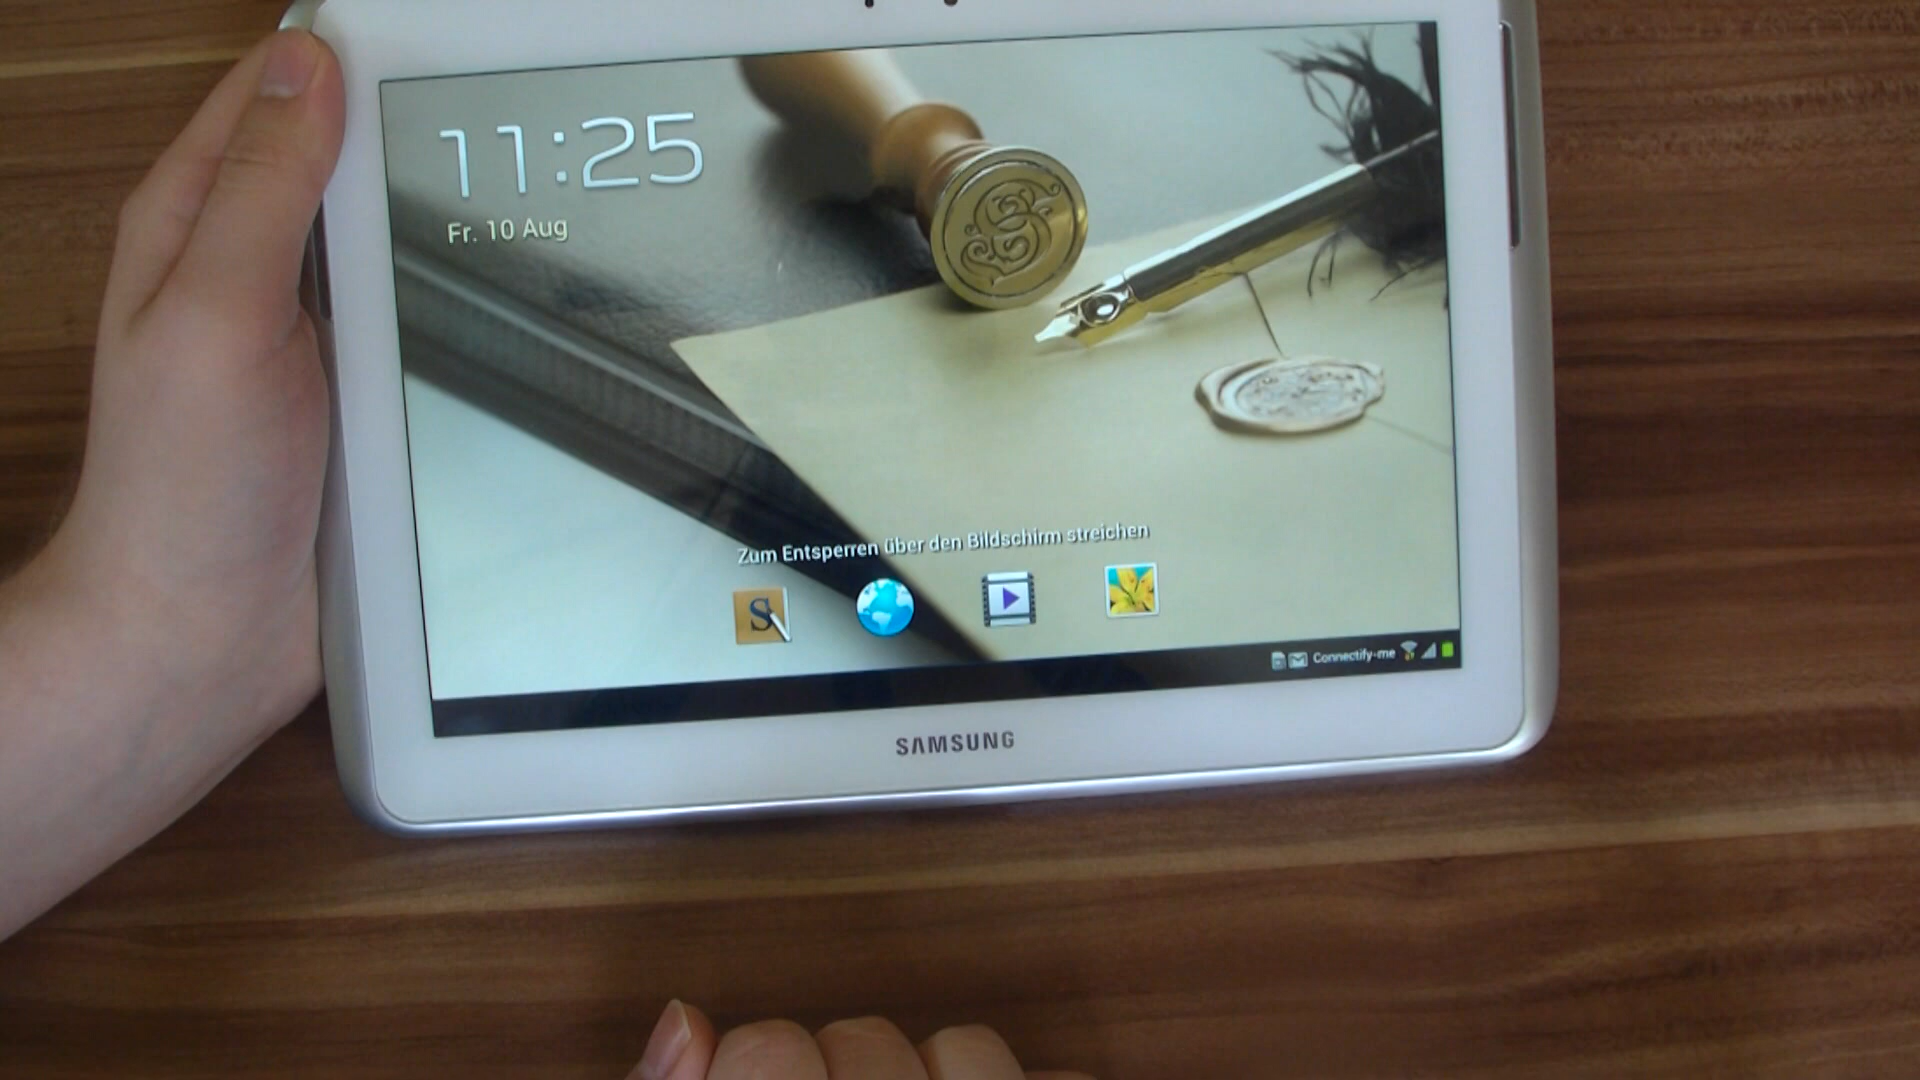 11:25
Fr. 10 Aug
Zum Entsperren über den Bildschirm streichen
S
Connectify-me
SAMSUNG